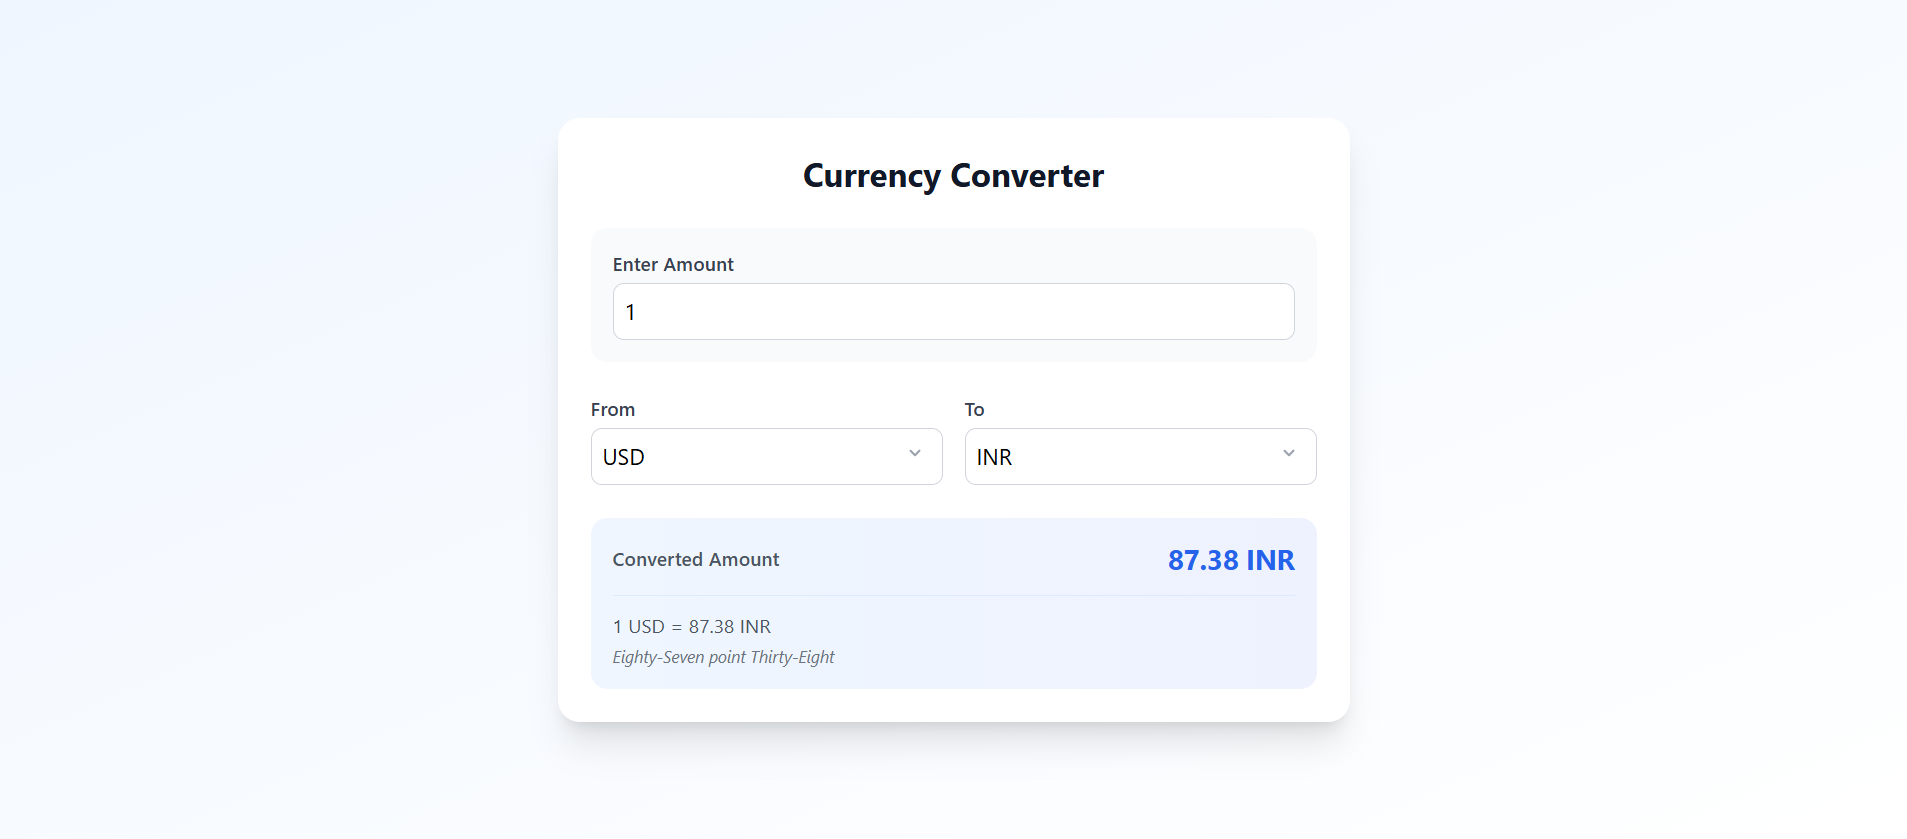 Currency Converter
Enter Amount
1
From To
USD INR
Converted Amount 87.38 INR
1 USD = 87.38 INR
Eighty-Seven point Thirty-Eight